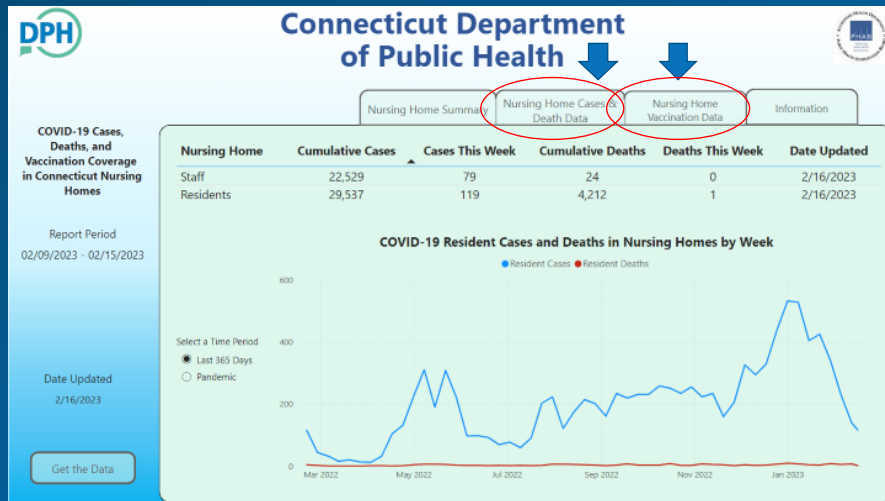 DPH
Connecticut Department
of Public Health
PHAB
Nursing Home Summary
Nursing Home Cases &
Death Data
Nursing Home
Vaccination Data
Information
COVID-19 Cases,
Deaths, and
Vaccination Coverage
in Connecticut Nursing
Homes
Report Period
02/09/2023 - 02/15/2023
Date Updated
2/16/2023
Get the Data
Nursing Home Cumulative Cases Cases This Week Cumulative Deaths Deaths This Week Date Updated
Staff 22,529 79 24 0 2/16/2023
Residents 29,537 119 4,212 1 2/16/2023
COVID-19 Resident Cases and Deaths in Nursing Homes by Week
Resident Cases Resident Deaths
Select a Time Period
Last 365 Days
Pandemic
600
400
200
0
Mar 2022 May 2022 Jul 2022 Sep 2022 Nov 2022 Jan 2023